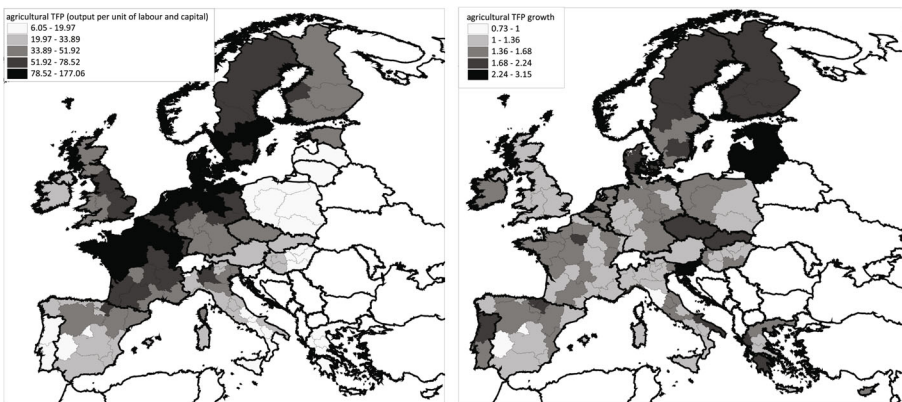 agricultural TFP (output per unit of labour and capital)
6.05 - 19.97
19.97 - 33.89
33.89 - 51.92
51.92 - 78.52
78.52 - 177.06
agricultural TFP growth
0.73 - 1
1 - 1.36
1.36 - 1.68
1.68 - 2.24
2.24 - 3.15